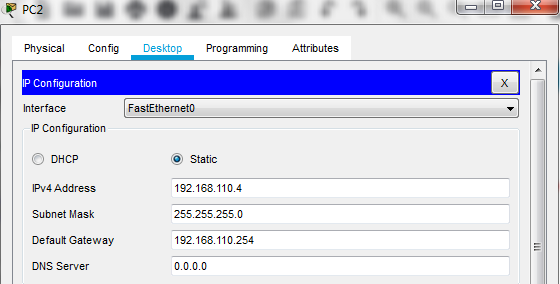 PC2
Physical Config Desktop Programming Attributes
IP Configuration X
Interface FastEthernet0
IP Configuration
DHCP Static
IPv4 Address 192.168.110.4
Subnet Mask 255.255.255.0
Default Gateway 192.168.110.254
DNS Server 0.0.0.0